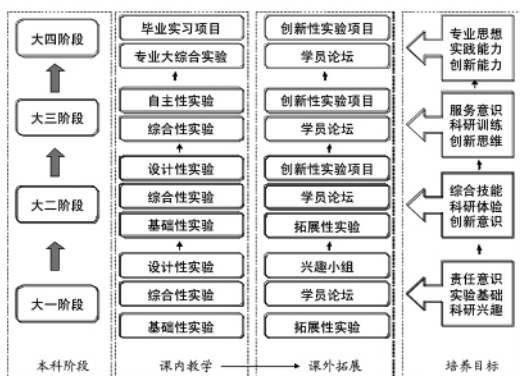 大四阶段
大三阶段
大二阶段
大一阶段
本科阶段
毕业实习项目
专业大综合实验
自主性实验
综合性实验
设计性实验
综合性实验
基础性实验
设计性实验
综合性实验
基础性实验
课内教学
创新性实验项目
学员论坛
创新性实验项目
学员论坛
创新性实验项目
学员论坛
拓展性实验
兴趣小组
学员论坛
拓展性实验
课外拓展
专业思想
实践能力
创新能力
服务意识
科研训练
创新思维
综合技能
科研体验
创新意识
责任意识
实验基础
科研兴趣
培养目标